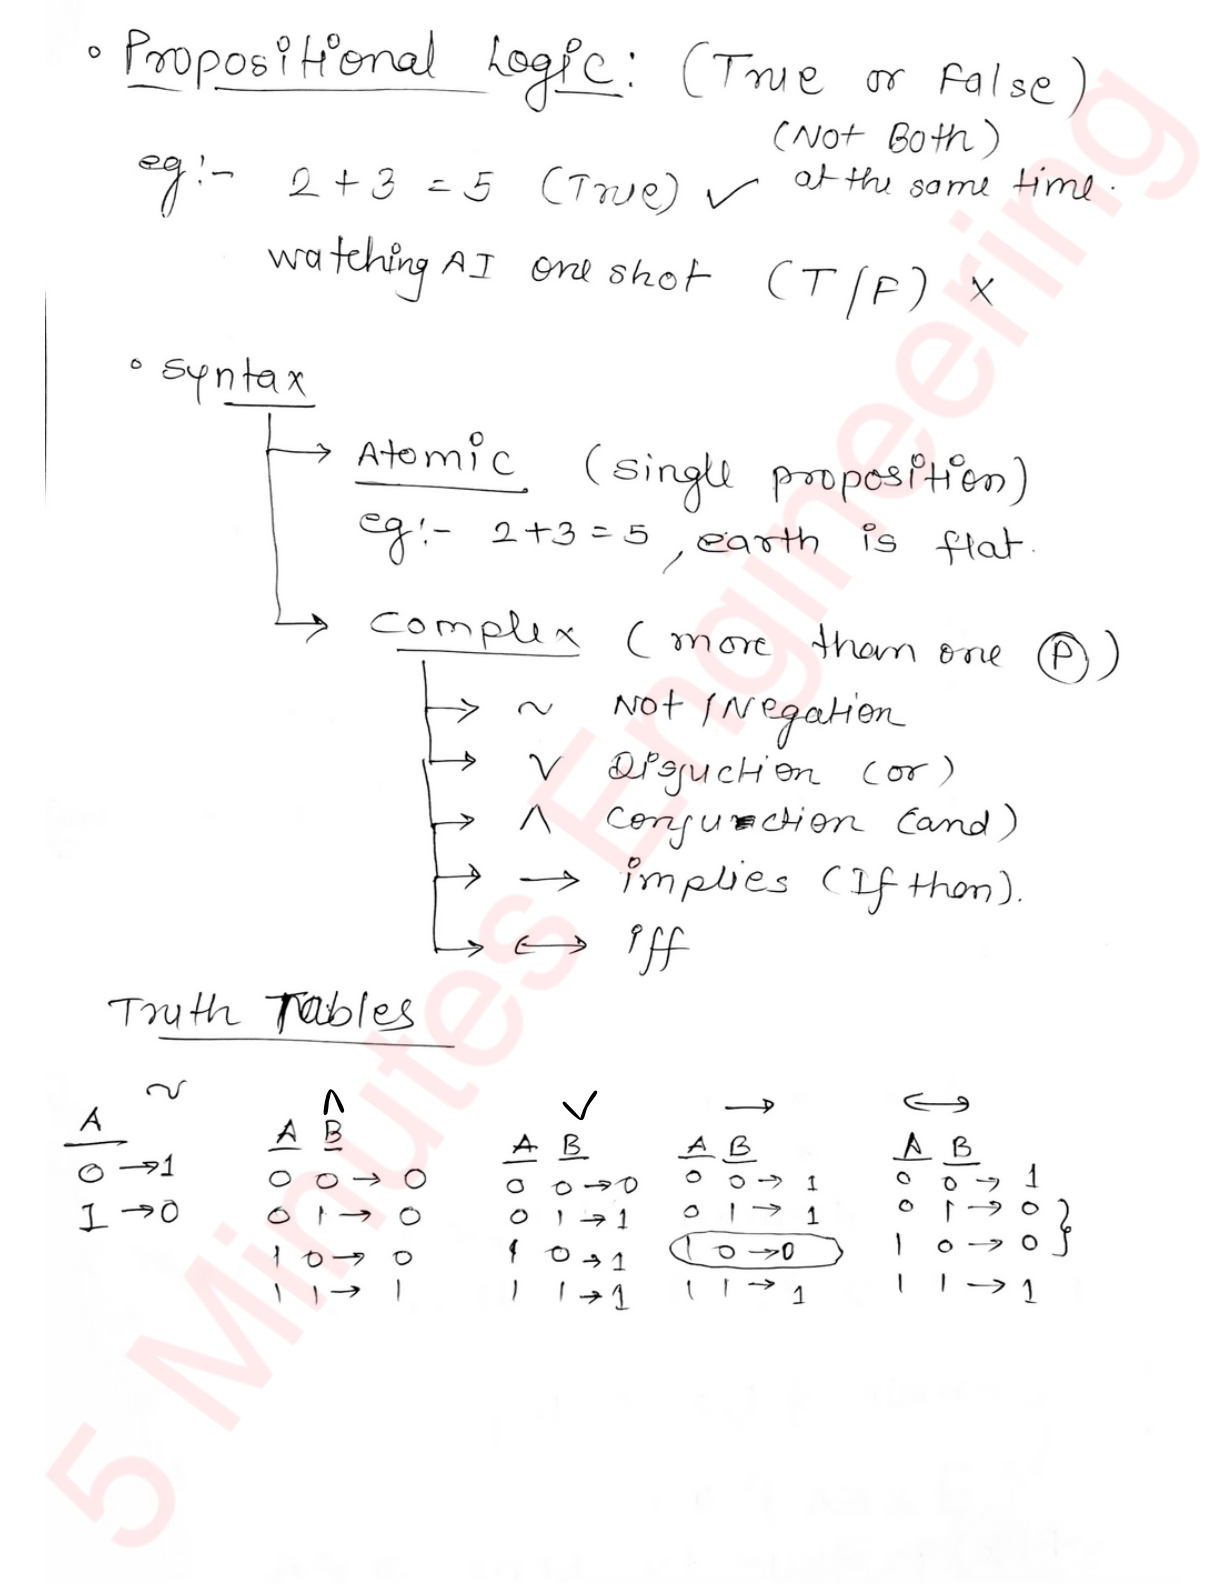 ° Propositional Logic: (True or False)
(Not Both)
eg:- 2 + 3 = 5 (True) ✓ at the same time.
watching AI one shot (T/F) ×
° Syntax
→ Atomic (single proposition)
eg:- 2+3=5, earth is flat.
→ Complex (more than one Ⓟ)
→ ~ Not / Negation
→ ∨ Disjuction (or)
→ ∧ Conjunction (and)
→ → implies (If then).
→ ↔ iff
Truth Tables
~ ∧ ∨ → ↔
A A B A B A B A B
0 →1 0 0 → 0 0 0 → 0 0 0 → 1 0 0 → 1
1 →0 0 1 → 0 0 1 → 1 0 1 → 1 0 1 → 0
1 0 → 0 1 0 → 1 1 0 → 0 1 0 → 0
1 1 → 1 1 1 → 1 1 1 → 1 1 1 → 1
5 Minutes Engineering